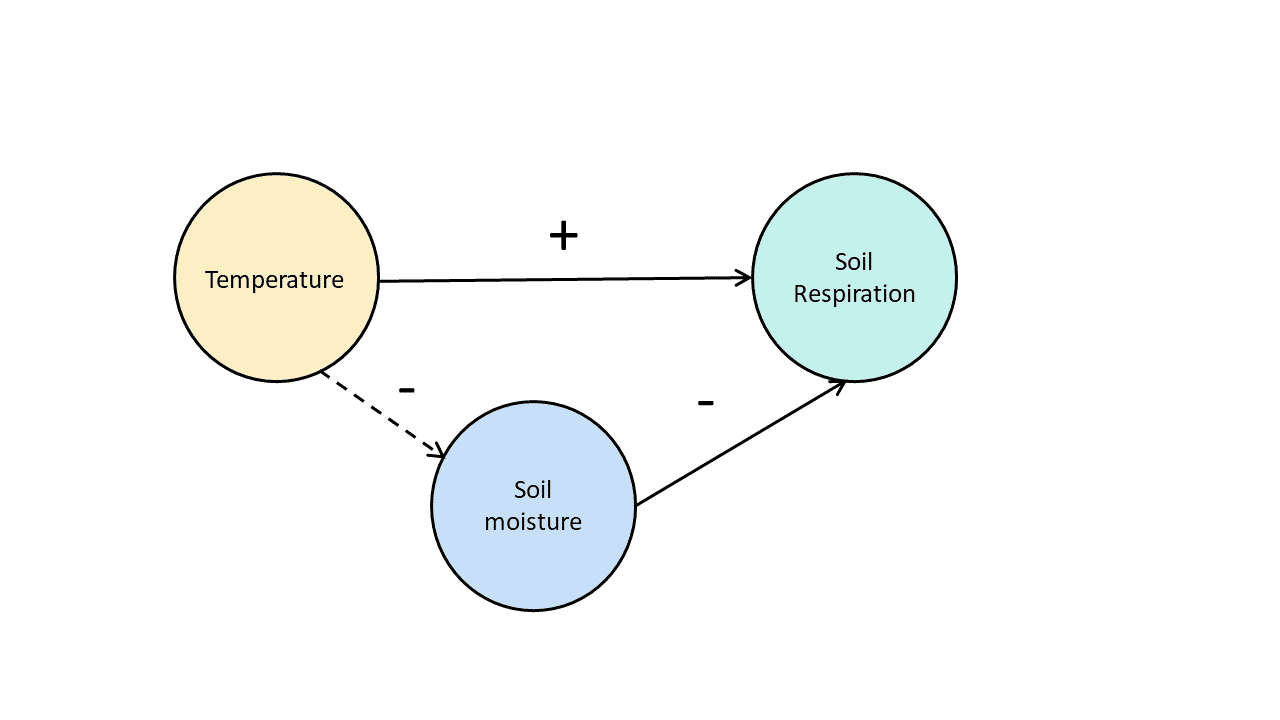 +
Temperature
Soil
Respiration
-
-
Soil
moisture